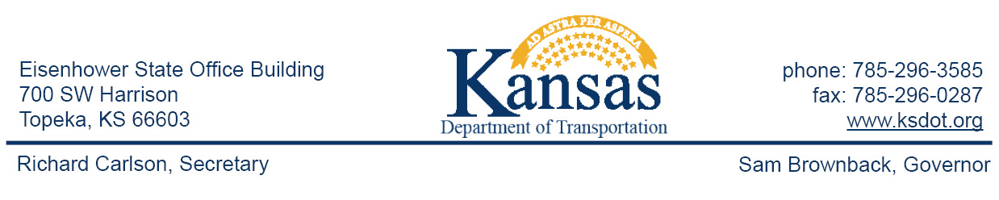 Eisenhower State Office Building
700 SW Harrison
Topeka, KS 66603
AD ASTRA PER ASPERA
Kansas
Department of Transportation
phone: 785-296-3585
fax: 785-296-0287
www.ksdot.org
Richard Carlson, Secretary
Sam Brownback, Governor